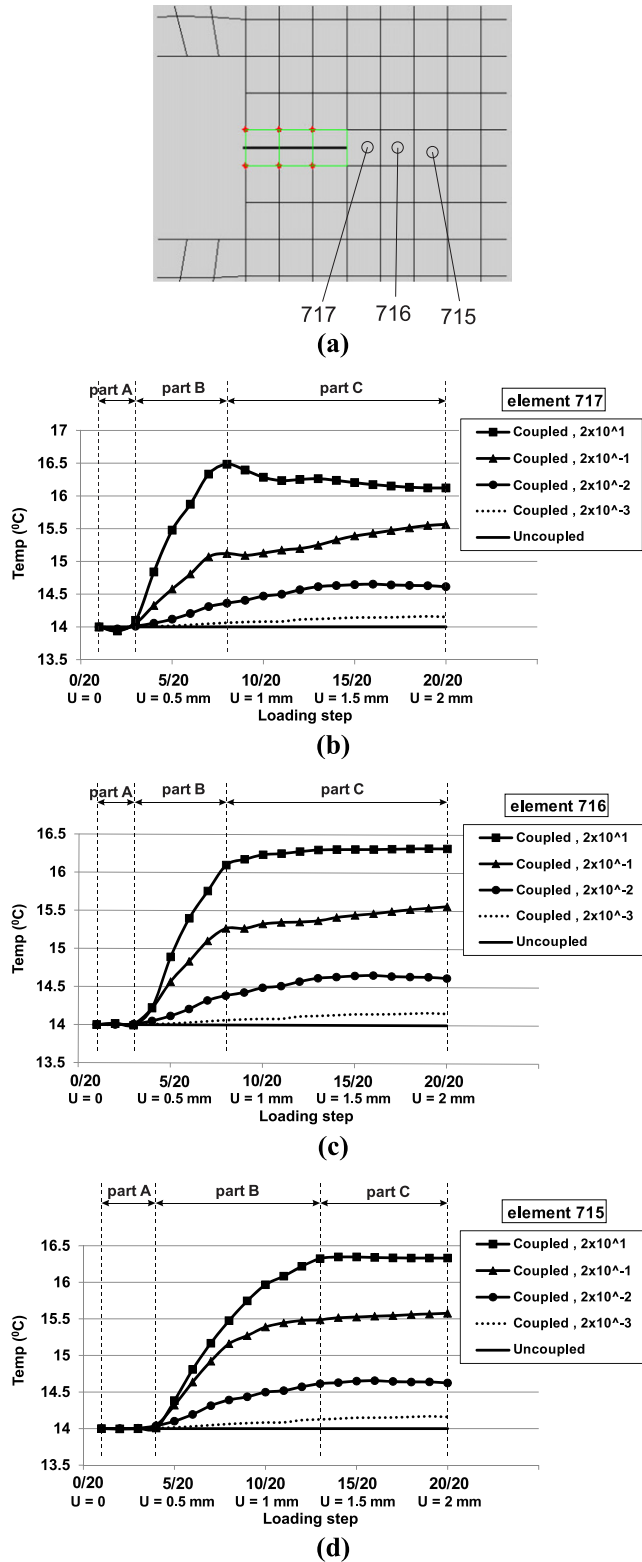 717 716 715
(a)
part A part B part C
element 717
Coupled , 2x10^1
Coupled , 2x10^-1
Coupled , 2x10^-2
Coupled , 2x10^-3
Uncoupled
Temp (⁰C)
17
16.5
16
15.5
15
14.5
14
13.5
0/20 5/20 10/20 15/20 20/20
U = 0 U = 0.5 mm U = 1 mm U = 1.5 mm U = 2 mm
Loading step
(b)
part A part B part C
element 716
Coupled , 2x10^1
Coupled , 2x10^-1
Coupled , 2x10^-2
Coupled , 2x10^-3
Uncoupled
Temp (⁰C)
16.5
16
15.5
15
14.5
14
13.5
0/20 5/20 10/20 15/20 20/20
U = 0 U = 0.5 mm U = 1 mm U = 1.5 mm U = 2 mm
Loading step
(c)
part A part B part C
element 715
Coupled , 2x10^1
Coupled , 2x10^-1
Coupled , 2x10^-2
Coupled , 2x10^-3
Uncoupled
Temp (⁰C)
16.5
16
15.5
15
14.5
14
13.5
0/20 5/20 10/20 15/20 20/20
U = 0 U = 0.5 mm U = 1 mm U = 1.5 mm U = 2 mm
Loading step
(d)